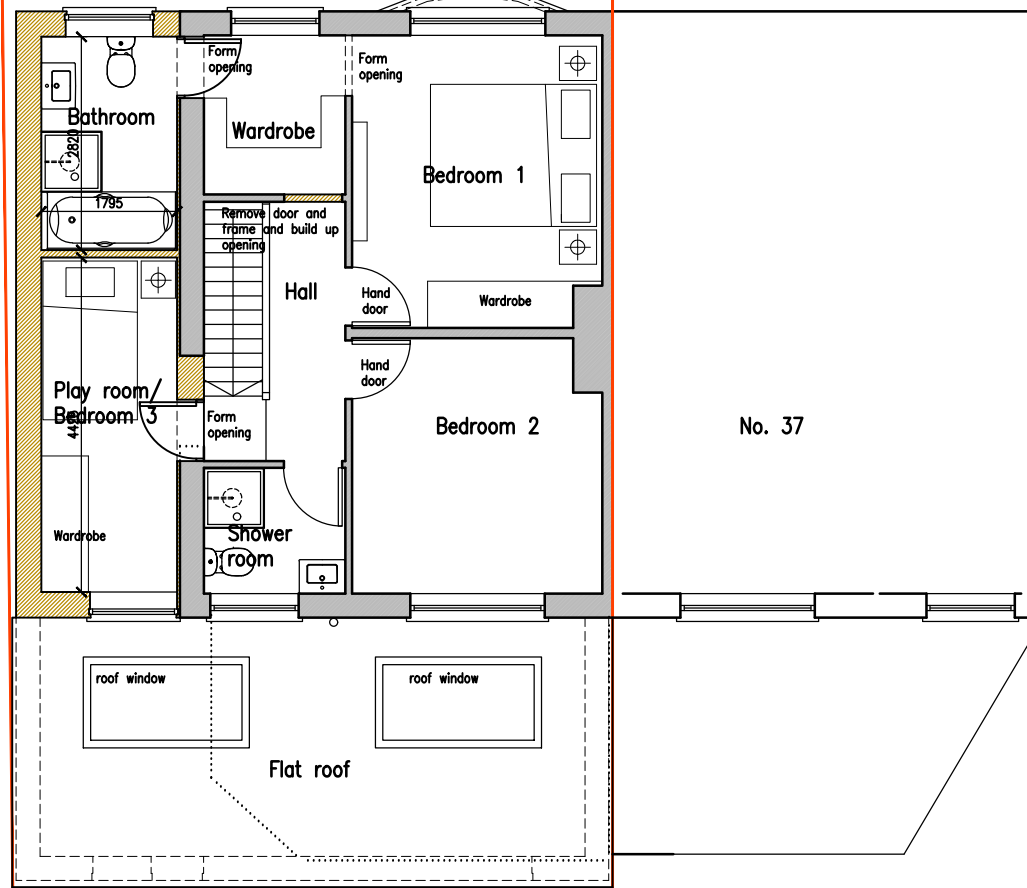 Form
opening
Form
opening
Bathroom
Wardrobe
2820
Bedroom 1
1795
Remove door and
frame and build up
opening
Hall
Hand
door
Wardrobe
Hand
door
Play room/
Bedroom 3
Form
opening
Bedroom 2
No. 37
Wardrobe
Shower
room
roof window
roof window
Flat roof